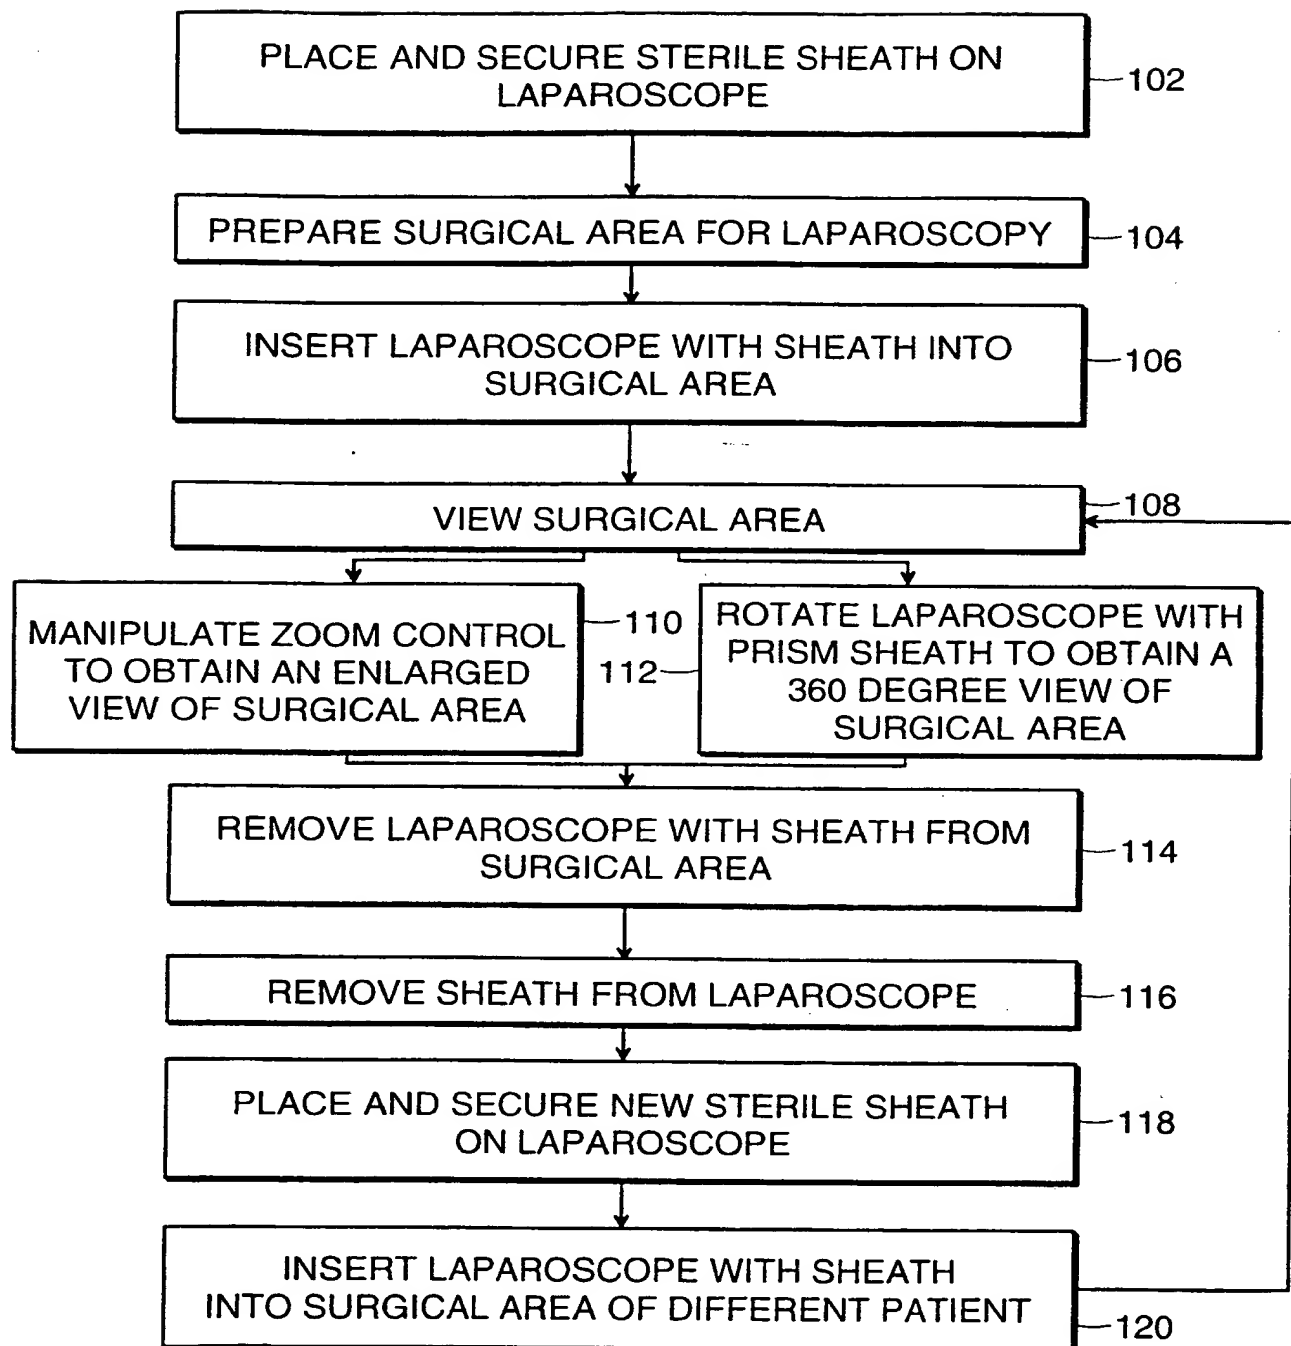 PLACE AND SECURE STERILE SHEATH ON
LAPAROSCOPE
102
PREPARE SURGICAL AREA FOR LAPAROSCOPY
104
INSERT LAPAROSCOPE WITH SHEATH INTO
SURGICAL AREA
106
VIEW SURGICAL AREA
108
MANIPULATE ZOOM CONTROL
TO OBTAIN AN ENLARGED
VIEW OF SURGICAL AREA
110
112
ROTATE LAPAROSCOPE WITH
PRISM SHEATH TO OBTAIN A
360 DEGREE VIEW OF
SURGICAL AREA
REMOVE LAPAROSCOPE WITH SHEATH FROM
SURGICAL AREA
114
REMOVE SHEATH FROM LAPAROSCOPE
116
PLACE AND SECURE NEW STERILE SHEATH
ON LAPAROSCOPE
118
INSERT LAPAROSCOPE WITH SHEATH
INTO SURGICAL AREA OF DIFFERENT PATIENT
120